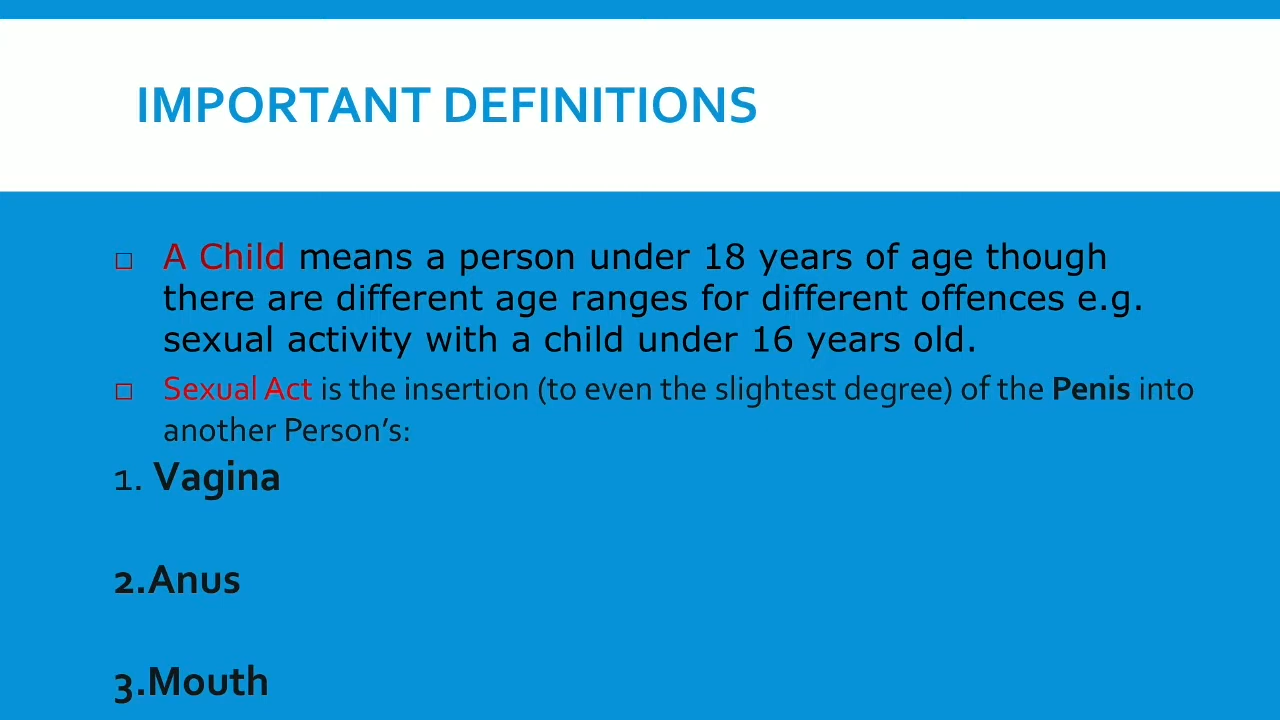 IMPORTANT DEFINITIONS
□ A Child means a person under 18 years of age though
there are different age ranges for different offences e.g.
sexual activity with a child under 16 years old.
□ Sexual Act is the insertion (to even the slightest degree) of the Penis into
another Person's:
1. Vagina
2.Anus
3.Mouth